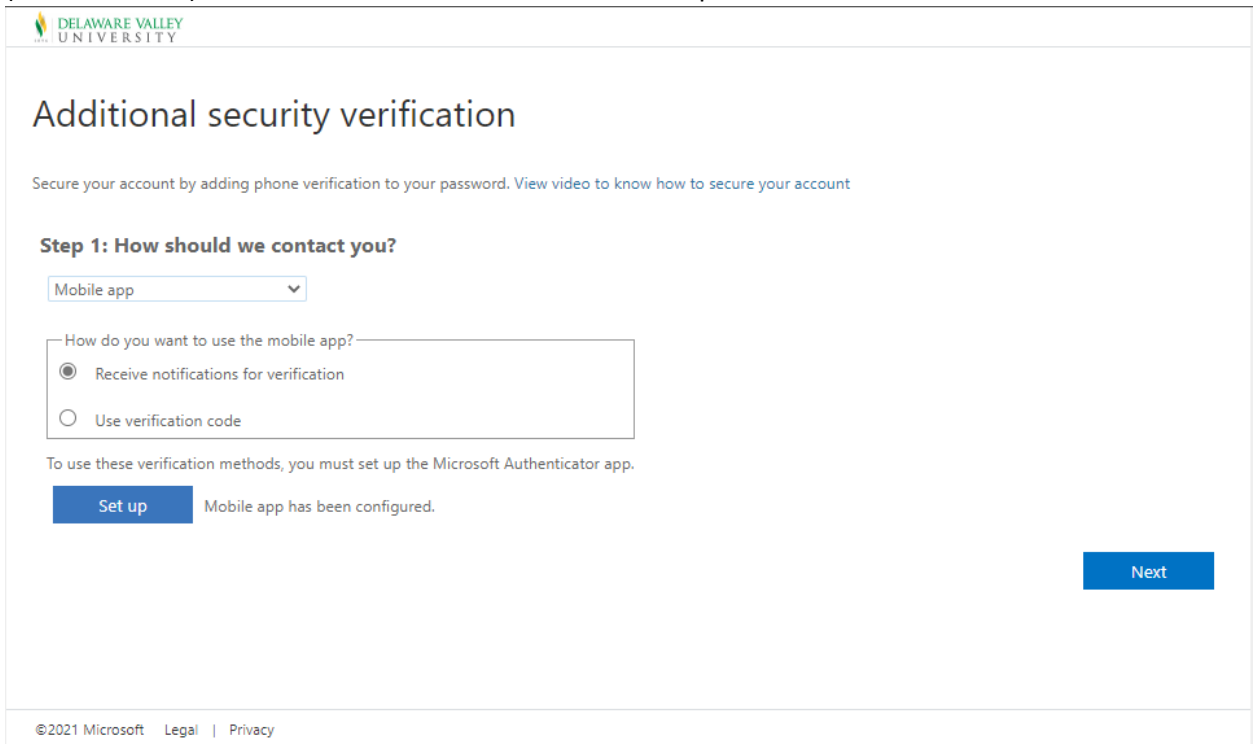 DELAWARE VALLEY
UNIVERSITY
Additional security verification
Secure your account by adding phone verification to your password. View video to know how to secure your account
Step 1: How should we contact you?
Mobile app
How do you want to use the mobile app?
Receive notifications for verification
Use verification code
To use these verification methods, you must set up the Microsoft Authenticator app.
Set up Mobile app has been configured.
Next
©2021 Microsoft Legal | Privacy